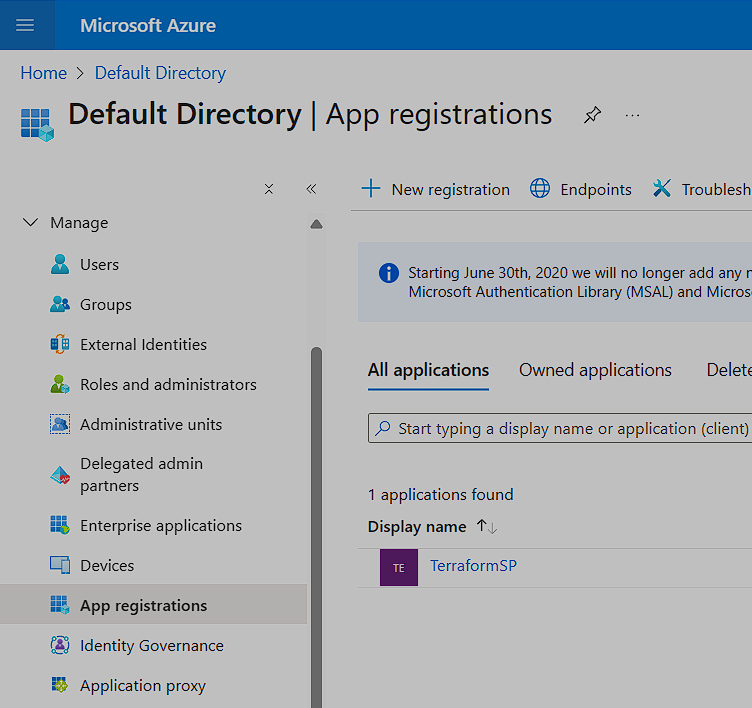 Microsoft Azure
Home > Default Directory
Default Directory | App registrations
New registration
Endpoints
Troublesh
Manage
Users
Groups
External Identities
Roles and administrators
Administrative units
Delegated admin
partners
Enterprise applications
Devices
App registrations
Identity Governance
Application proxy
Starting June 30th, 2020 we will no longer add any n
Microsoft Authentication Library (MSAL) and Micros
All applications
Owned applications
Delete
Start typing a display name or application (client)
1 applications found
Display name
TE
TerraformSP